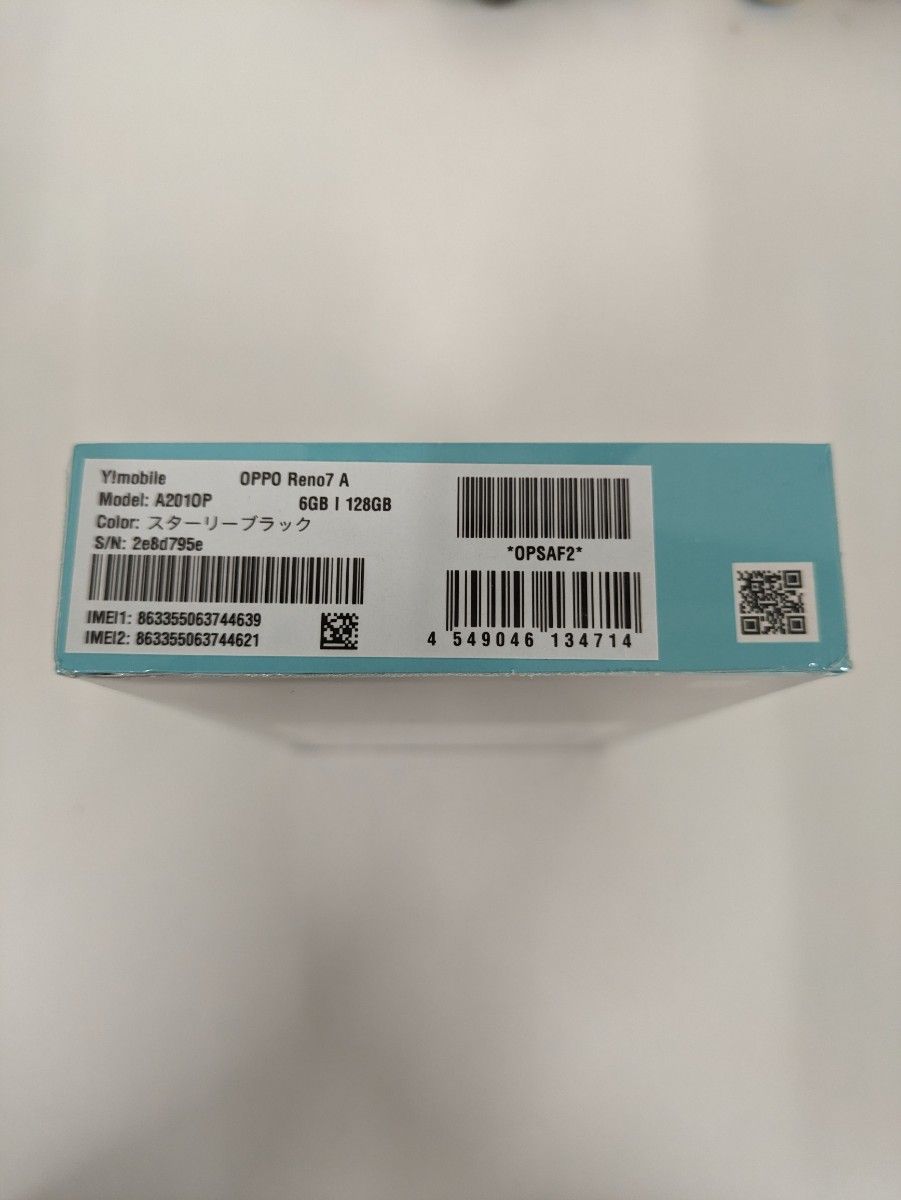 Y!mobile OPPO Reno7 A
Model: A201OP 6GB | 128GB
Color: スターリーブラック
S/N: 2e8d795e
IMEI1: 863355063744639
IMEI2: 863355063744621
*OPSAF2*
4 549046 134714